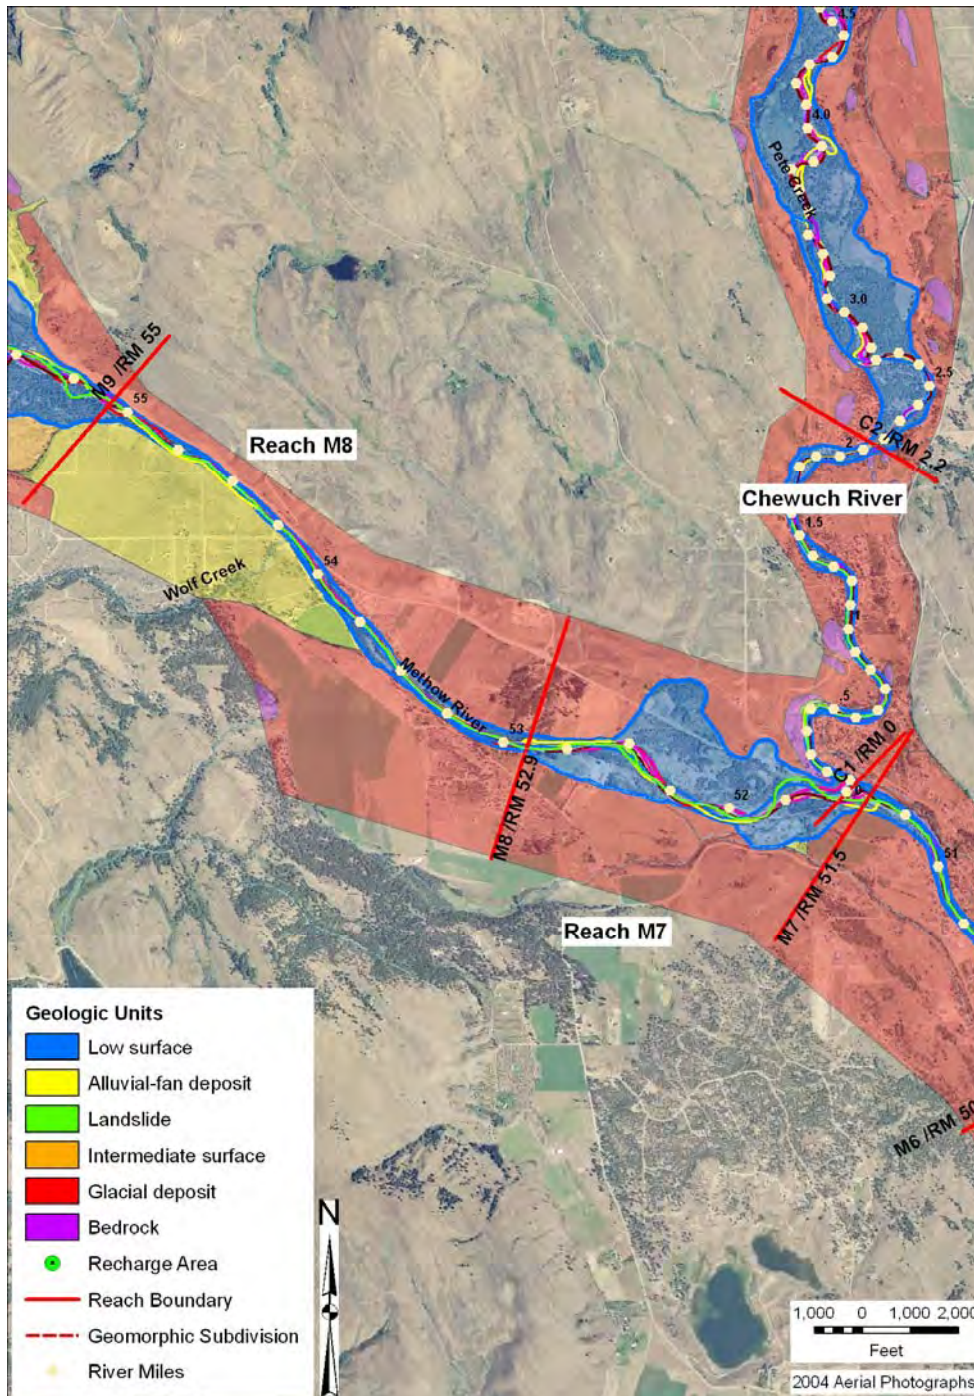 4.5
4.0
Pete Creek
3.0
2.5
M9 /RM 55
55
Reach M8
C2 /RM 2.2
2
Chewuch River
1.5
54
Wolf Creek
1
.5
Methow River
53
C1 /RM 0
0
M8 /RM 52.9
52
51
M7 /RM 51.5
Reach M7
Geologic Units
Low surface
Alluvial-fan deposit
Landslide
Intermediate surface
Glacial deposit
Bedrock
Recharge Area
Reach Boundary
Geomorphic Subdivision
River Miles
N
M6 /RM 50
1,000 0 1,000 2,000
Feet
2004 Aerial Photographs